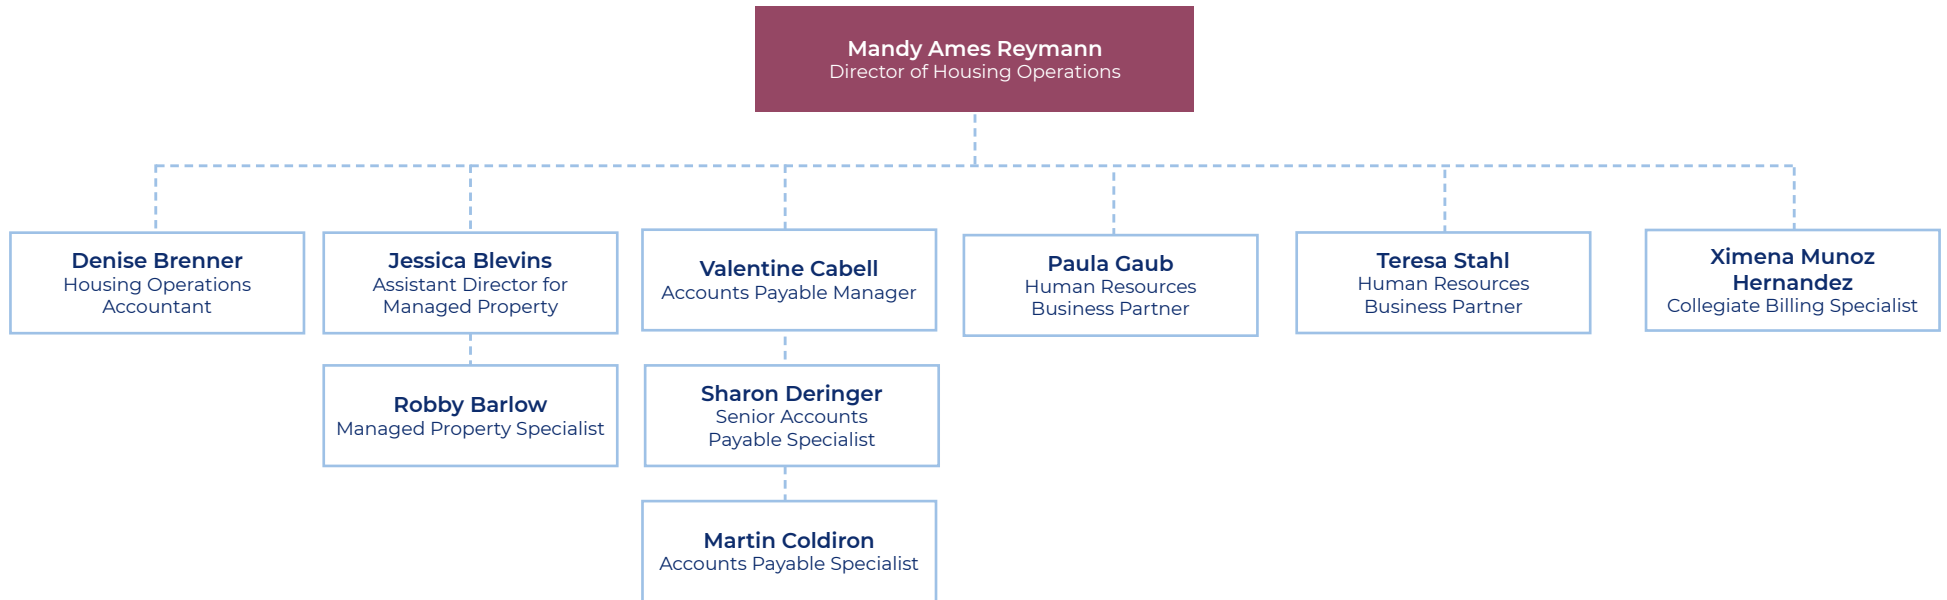 Mandy Ames Reymann
Director of Housing Operations
Denise Brenner
Housing Operations
Accountant
Jessica Blevins
Assistant Director for
Managed Property
Valentine Cabell
Accounts Payable Manager
Paula Gaub
Human Resources
Business Partner
Teresa Stahl
Human Resources
Business Partner
Ximena Munoz
Hernandez
Collegiate Billing Specialist
Robby Barlow
Managed Property Specialist
Sharon Deringer
Senior Accounts
Payable Specialist
Martin Coldiron
Accounts Payable Specialist